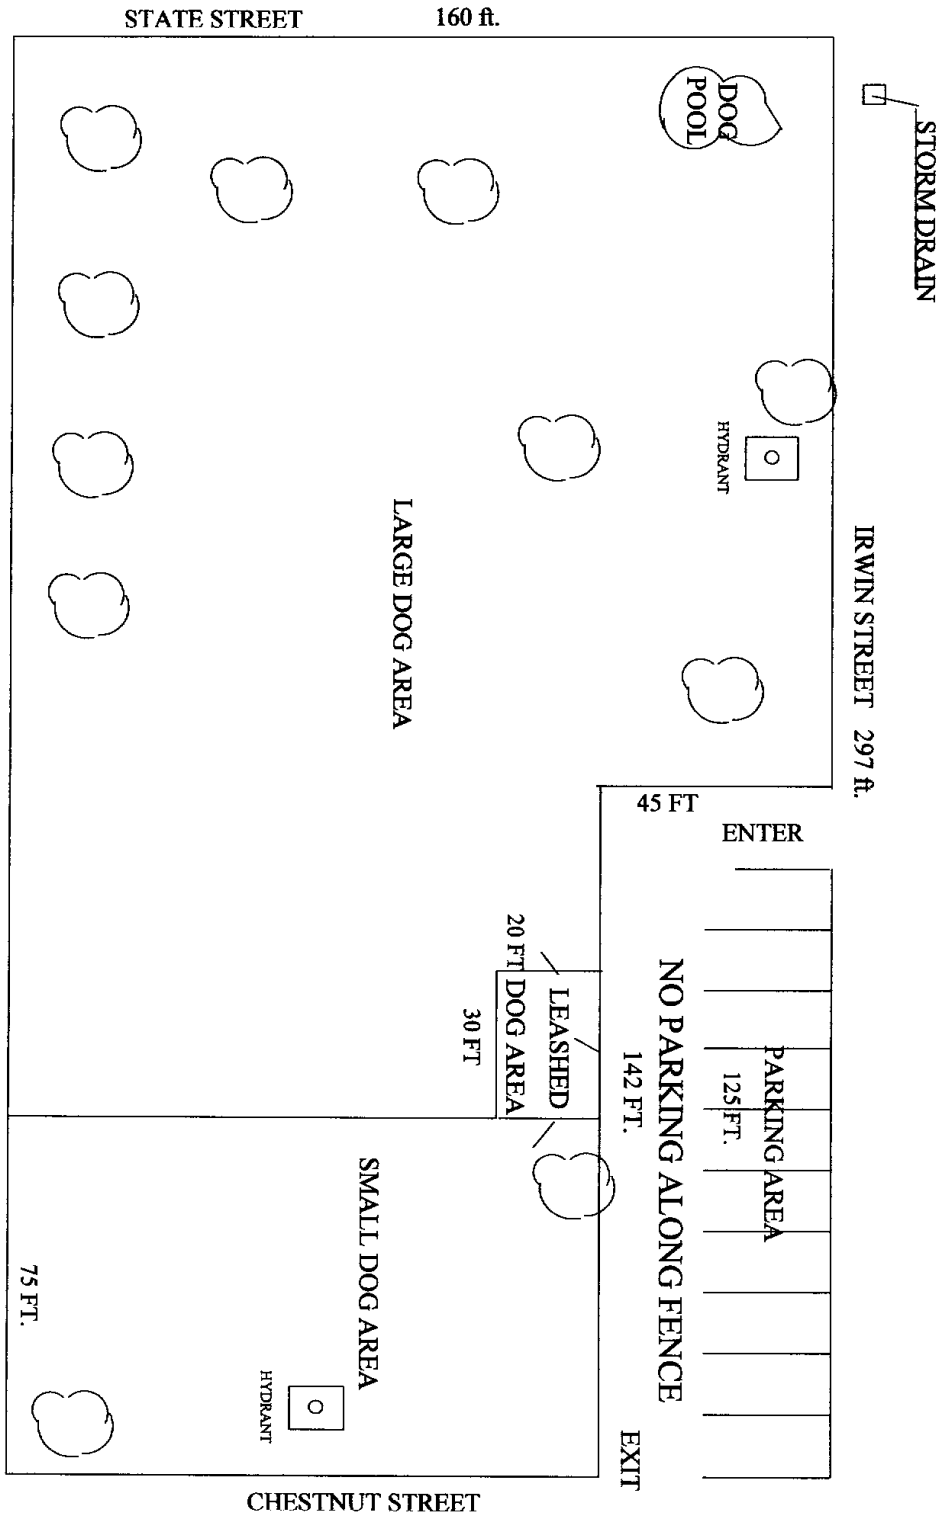 STATE STREET 160 ft.
DOG
POOL
STORM DRAIN
HYDRANT
LARGE DOG AREA
IRWIN STREET 297 ft.
45 FT
ENTER
20 FT
LEASHED
DOG AREA
30 FT
142 FT.
NO PARKING ALONG FENCE
PARKING AREA
125 FT.
SMALL DOG AREA
75 FT.
HYDRANT
EXIT
CHESTNUT STREET